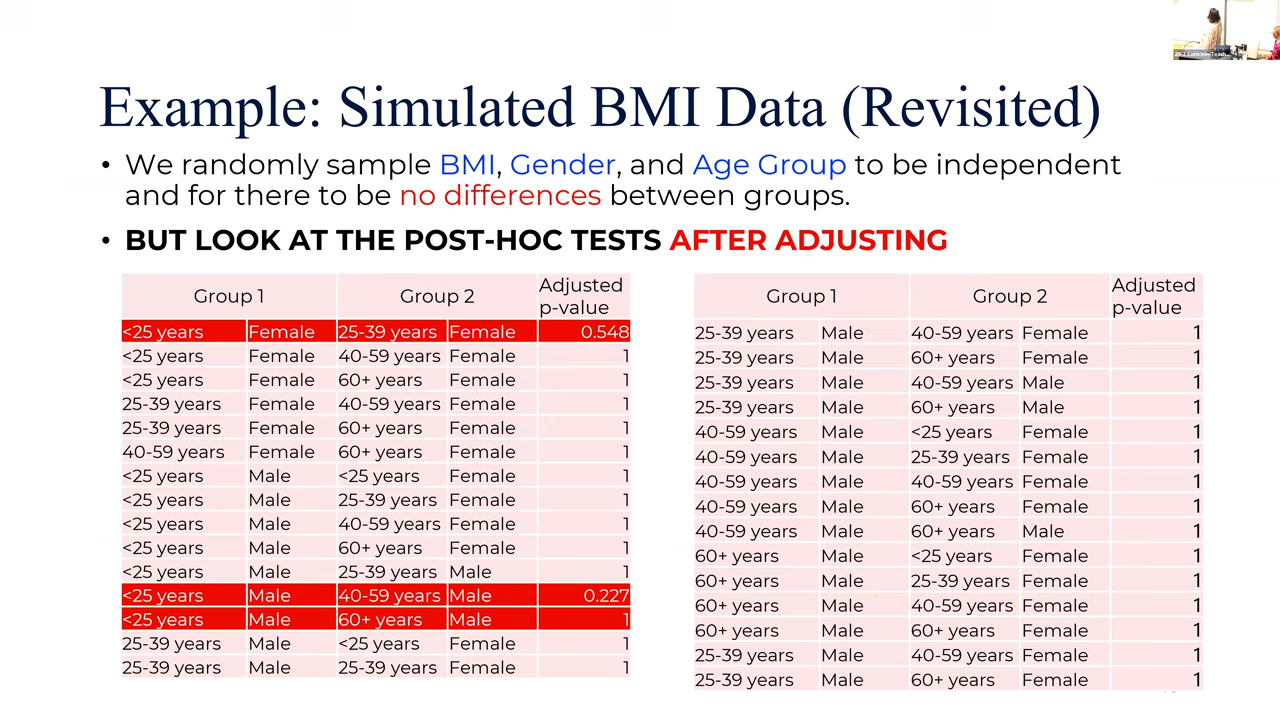 Example: Simulated BMI Data (Revisited)
• We randomly sample BMI, Gender, and Age Group to be independent
and for there to be no differences between groups.
• BUT LOOK AT THE POST-HOC TESTS AFTER ADJUSTING
Group 1 Group 2 Adjusted p-value
<25 years Female 25-39 years Female 0.548
<25 years Female 40-59 years Female 1
<25 years Female 60+ years Female 1
25-39 years Female 40-59 years Female 1
25-39 years Female 60+ years Female 1
40-59 years Female 60+ years Female 1
<25 years Male <25 years Female 1
<25 years Male 25-39 years Female 1
<25 years Male 40-59 years Female 1
<25 years Male 60+ years Female 1
<25 years Male 25-39 years Male 1
<25 years Male 40-59 years Male 0.227
<25 years Male 60+ years Male 1
25-39 years Male <25 years Female 1
25-39 years Male 25-39 years Female 1
Group 1 Group 2 Adjusted p-value
25-39 years Male 40-59 years Female 1
25-39 years Male 60+ years Female 1
25-39 years Male 40-59 years Male 1
25-39 years Male 60+ years Male 1
40-59 years Male <25 years Female 1
40-59 years Male 25-39 years Female 1
40-59 years Male 40-59 years Female 1
40-59 years Male 60+ years Female 1
40-59 years Male 60+ years Male 1
60+ years Male <25 years Female 1
60+ years Male 25-39 years Female 1
60+ years Male 40-59 years Female 1
60+ years Male 60+ years Female 1
25-39 years Male 40-59 years Female 1
25-39 years Male 60+ years Female 1